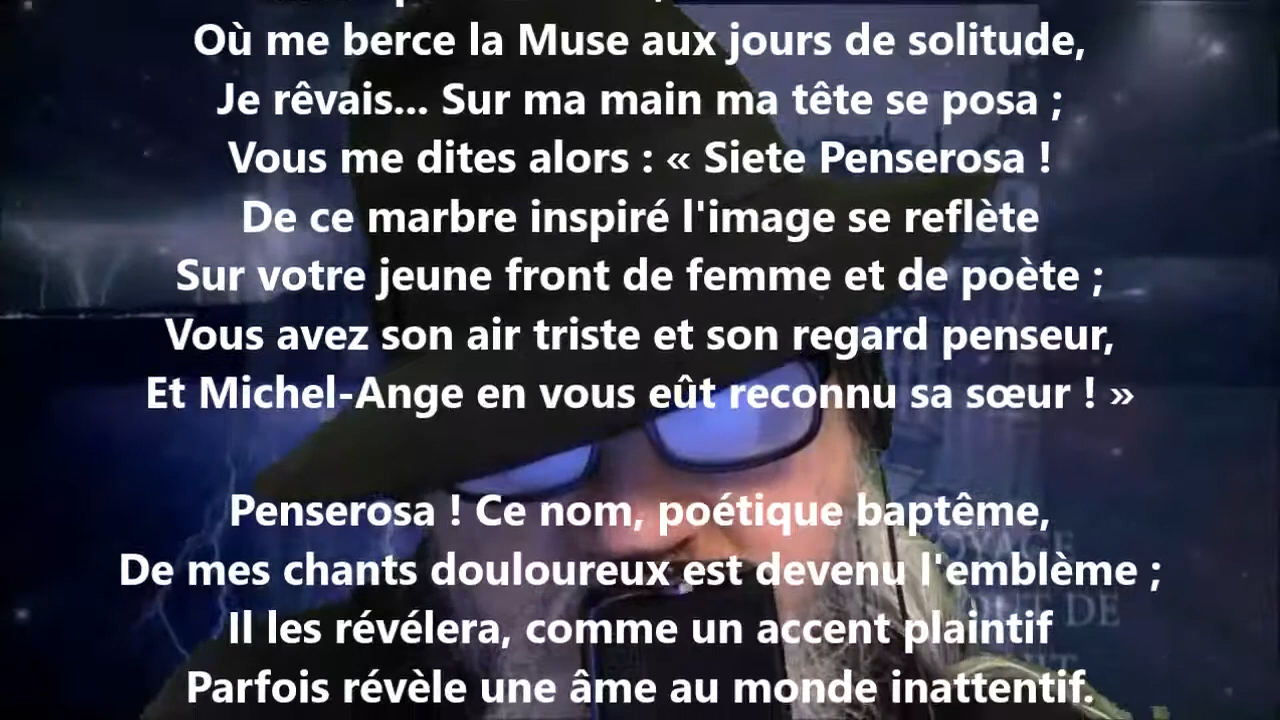 Où me berce la Muse aux jours de solitude,
Je rêvais... Sur ma main ma tête se posa ;
Vous me dites alors : « Siete Penserosa !
De ce marbre inspiré l'image se reflète
Sur votre jeune front de femme et de poète ;
Vous avez son air triste et son regard penseur,
Et Michel-Ange en vous eût reconnu sa sœur ! »
Penserosa ! Ce nom, poétique baptême,
De mes chants douloureux est devenu l'emblème ;
Il les révélera, comme un accent plaintif
Parfois révèle une âme au monde inattentif.